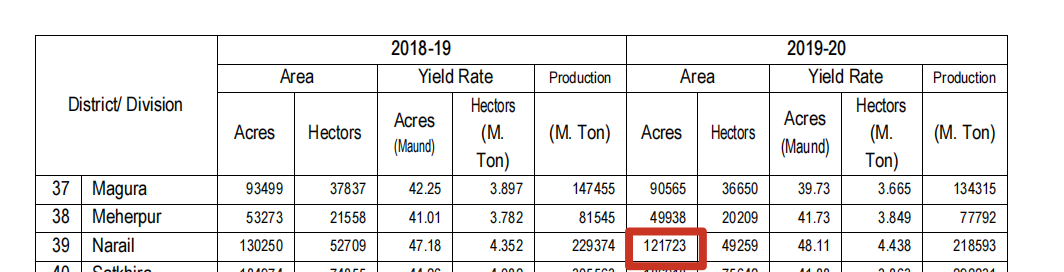 2018-19 2019-20
Area Yield Rate Production Area Yield Rate Production
District/ Division Acres Hectors Acres (Maund) Hectors (M. Ton) (M. Ton) Acres Hectors Acres (Maund) Hectors (M. Ton) (M. Ton)
37 Magura 93499 37837 42.25 3.897 147455 90565 36650 39.73 3.665 134315
38 Meherpur 53273 21558 41.01 3.782 81545 49938 20209 41.73 3.849 77792
39 Narail 130250 52709 47.18 4.352 229374 121723 49259 48.11 4.438 218593